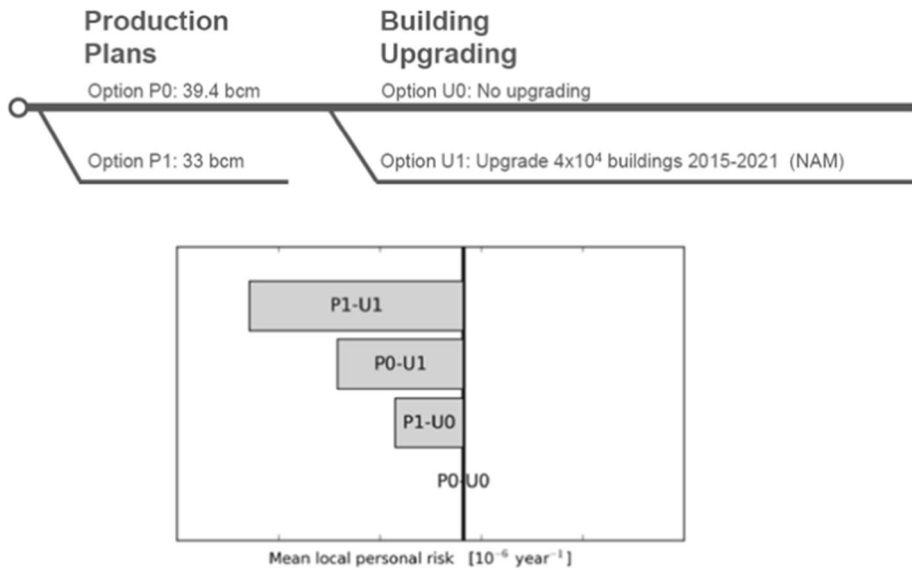 Production
Plans
Building
Upgrading
Option P0: 39.4 bcm
Option U0: No upgrading
Option P1: 33 bcm
Option U1: Upgrade 4x10⁴ buildings 2015-2021 (NAM)
P1-U1
P0-U1
P1-U0
P0-U0
Mean local personal risk [10⁻⁶ year⁻¹]